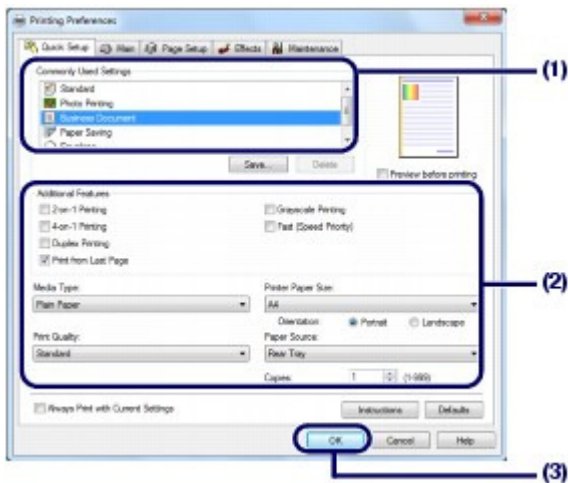 Printing Preferences
Quick Setup Main Page Setup Effects Maintenance
Commonly Used Settings
(1)
Standard
Photo Printing
Business Document
Paper Saving
Envelope
Save... Delete
Preview before printing
Additional Features
2-on-1 Printing Grayscale Printing
4-on-1 Printing Fast (Speed Priority)
Duplex Printing
Print from Last Page
(2)
Media Type: Printer Paper Size:
Plain Paper A4
Orientation: Portrait Landscape
Print Quality: Paper Source:
Standard Rear Tray
Copies: 1 (1-999)
Always Print with Current Settings Instructions Defaults
OK Cancel Help
(3)